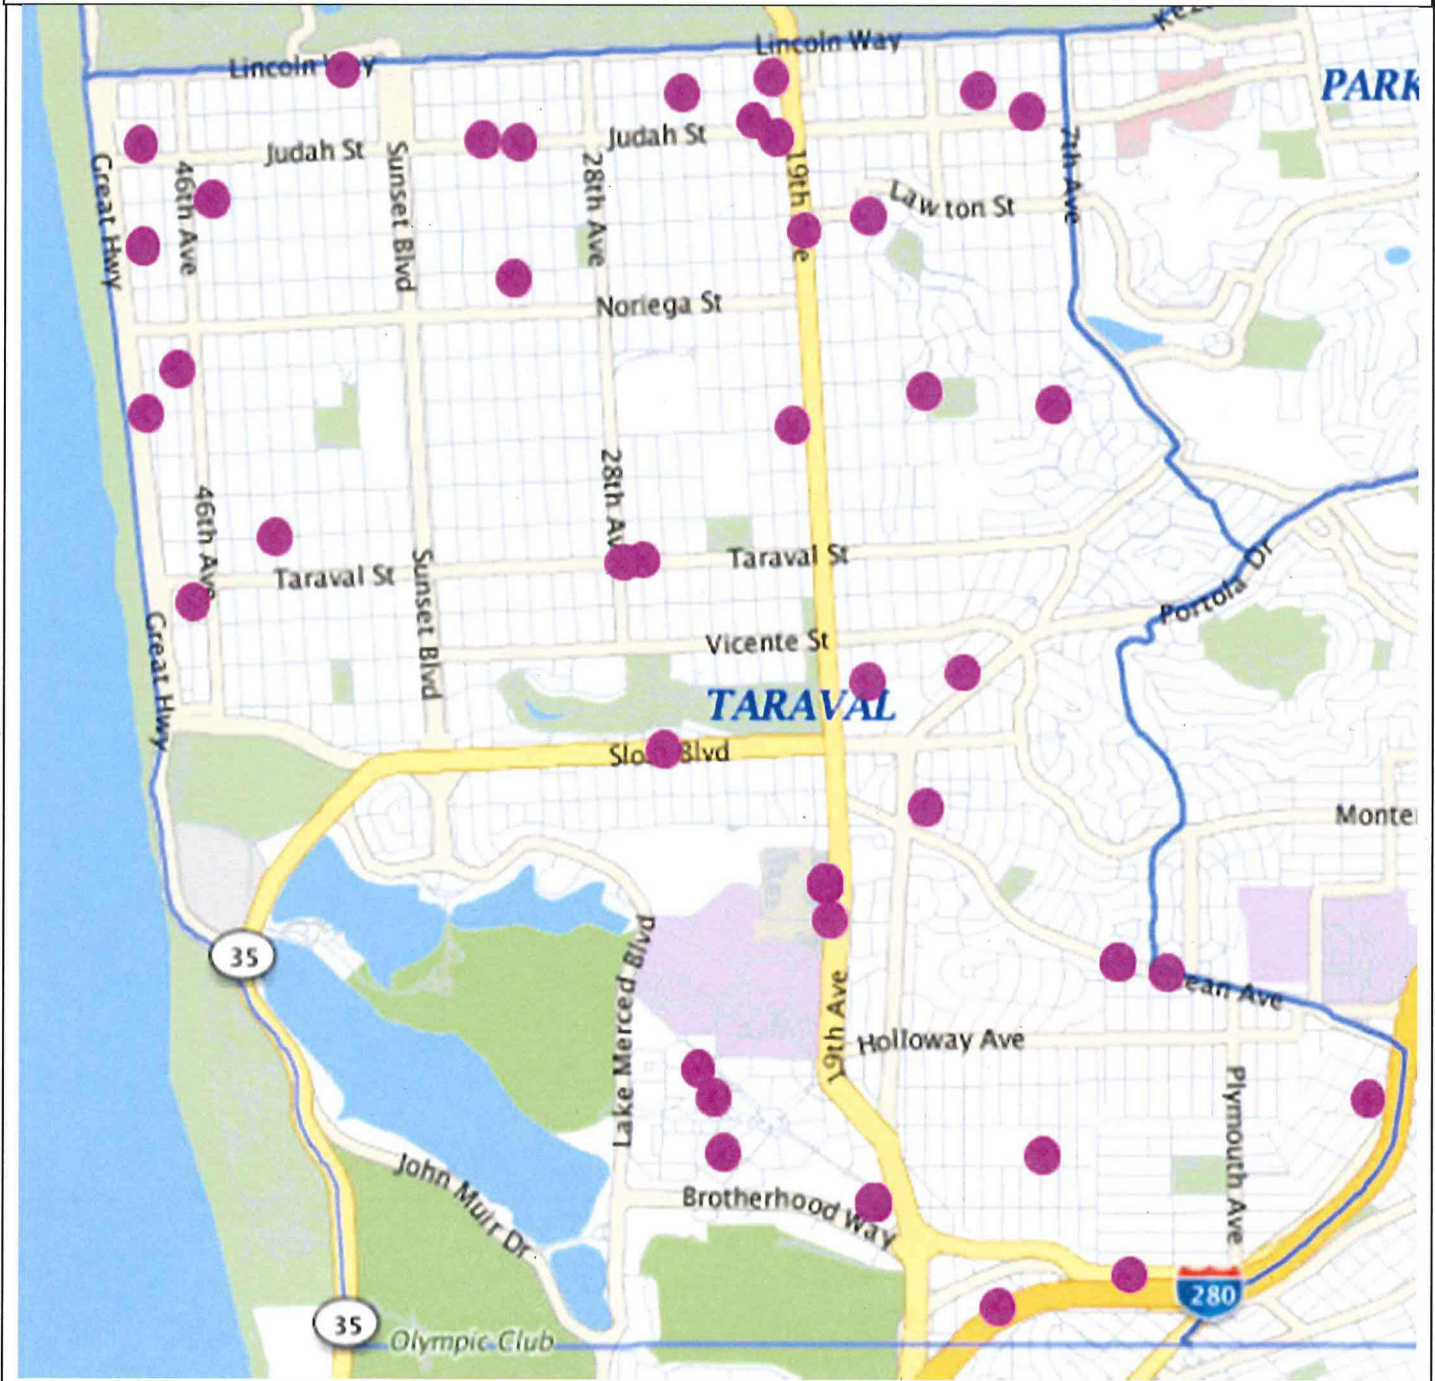 Lincoln Way
Lincoln W y
PARK
Judah St
Judah St
Great Hwy
46th Ave
Sunset Blvd
28th Ave
19th
e
7th Ave
Lawton St
Noriega St
46th Ave
28th Av
Taraval St
Taraval St
Sunset Blvd
Portola Dr
Great Hwy
Vicente St
TARAVAL
Slo Blvd
Monte
35
Lake Merced Blvd
19th Ave
ean Ave
Holloway Ave
Plymouth Ave
John Muir Dr
Brotherhood Way
280
35
Olympic Club